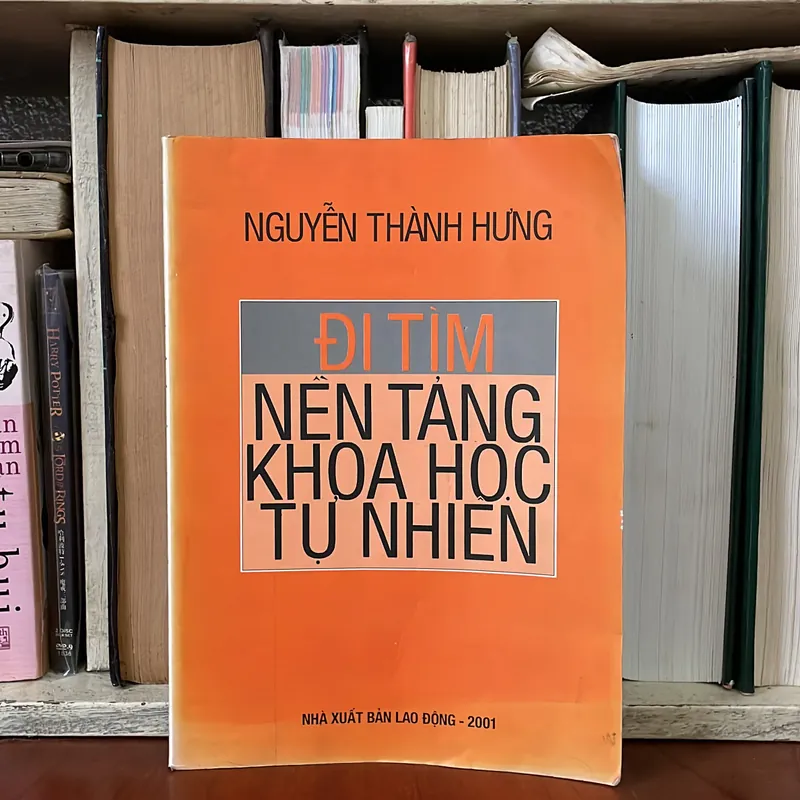 NGUYỄN THÀNH HƯNG
ĐI TÌM
NỀN TẢNG
KHOA HỌC
TỰ NHIÊN
NHÀ XUẤT BẢN LAO ĐỘNG - 2001
HARRY POTTER
LORD OF RINGS